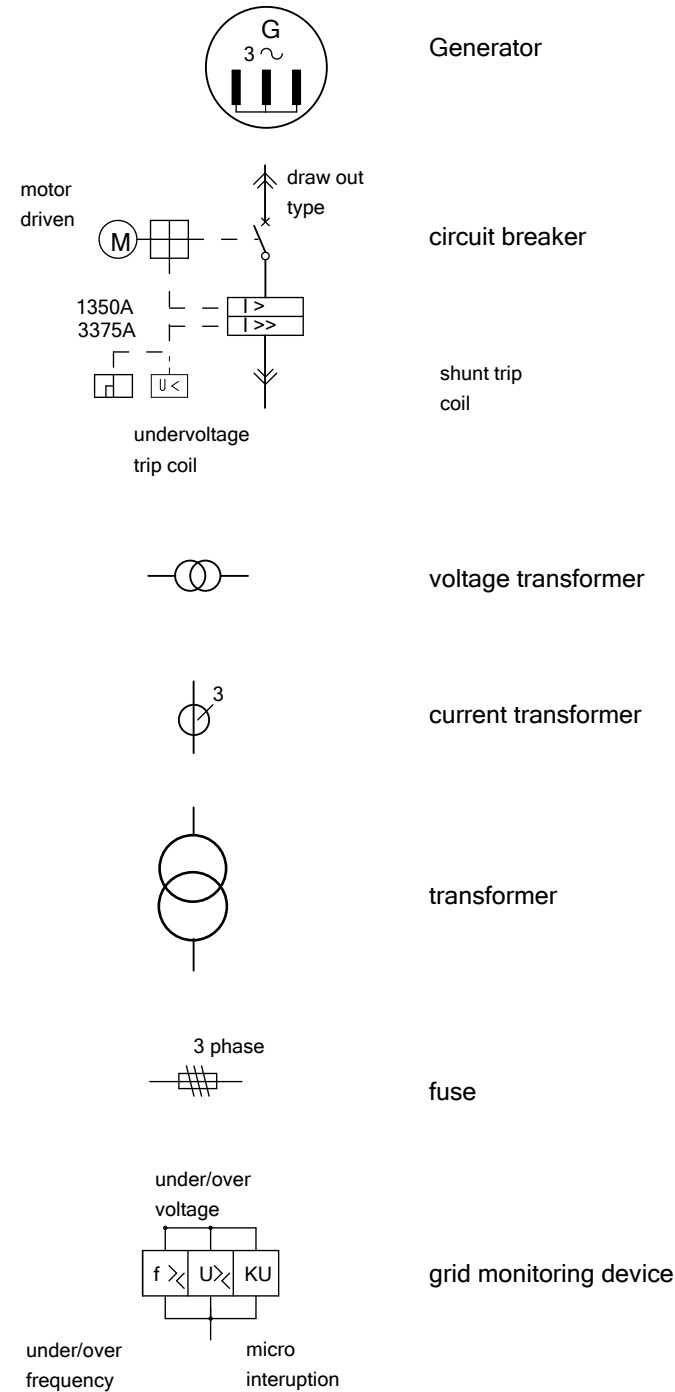 G
3
Generator
draw out
type
motor
driven
M
circuit breaker
1350A
3375A
I >
I >>
U <
shunt trip
coil
undervoltage
trip coil
voltage transformer
3
current transformer
transformer
3 phase
fuse
under/over
voltage
f >< U>< KU
grid monitoring device
under/over
frequency
micro
interuption